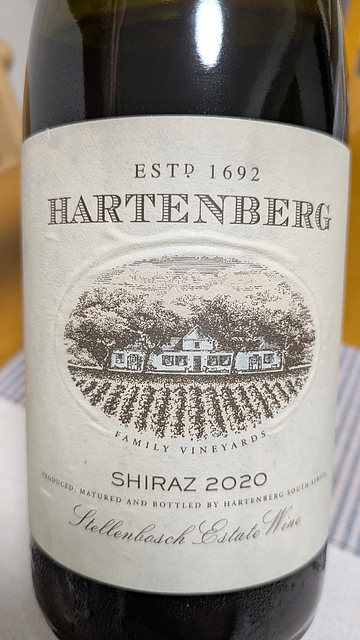 ESTD 1692
HARTENBERG
FAMILY VINEYARDS
SHIRAZ 2020
PRODUCED, MATURED AND BOTTLED BY HARTENBERG SOUTH AFRICA
Stellenbosch Estate Wine